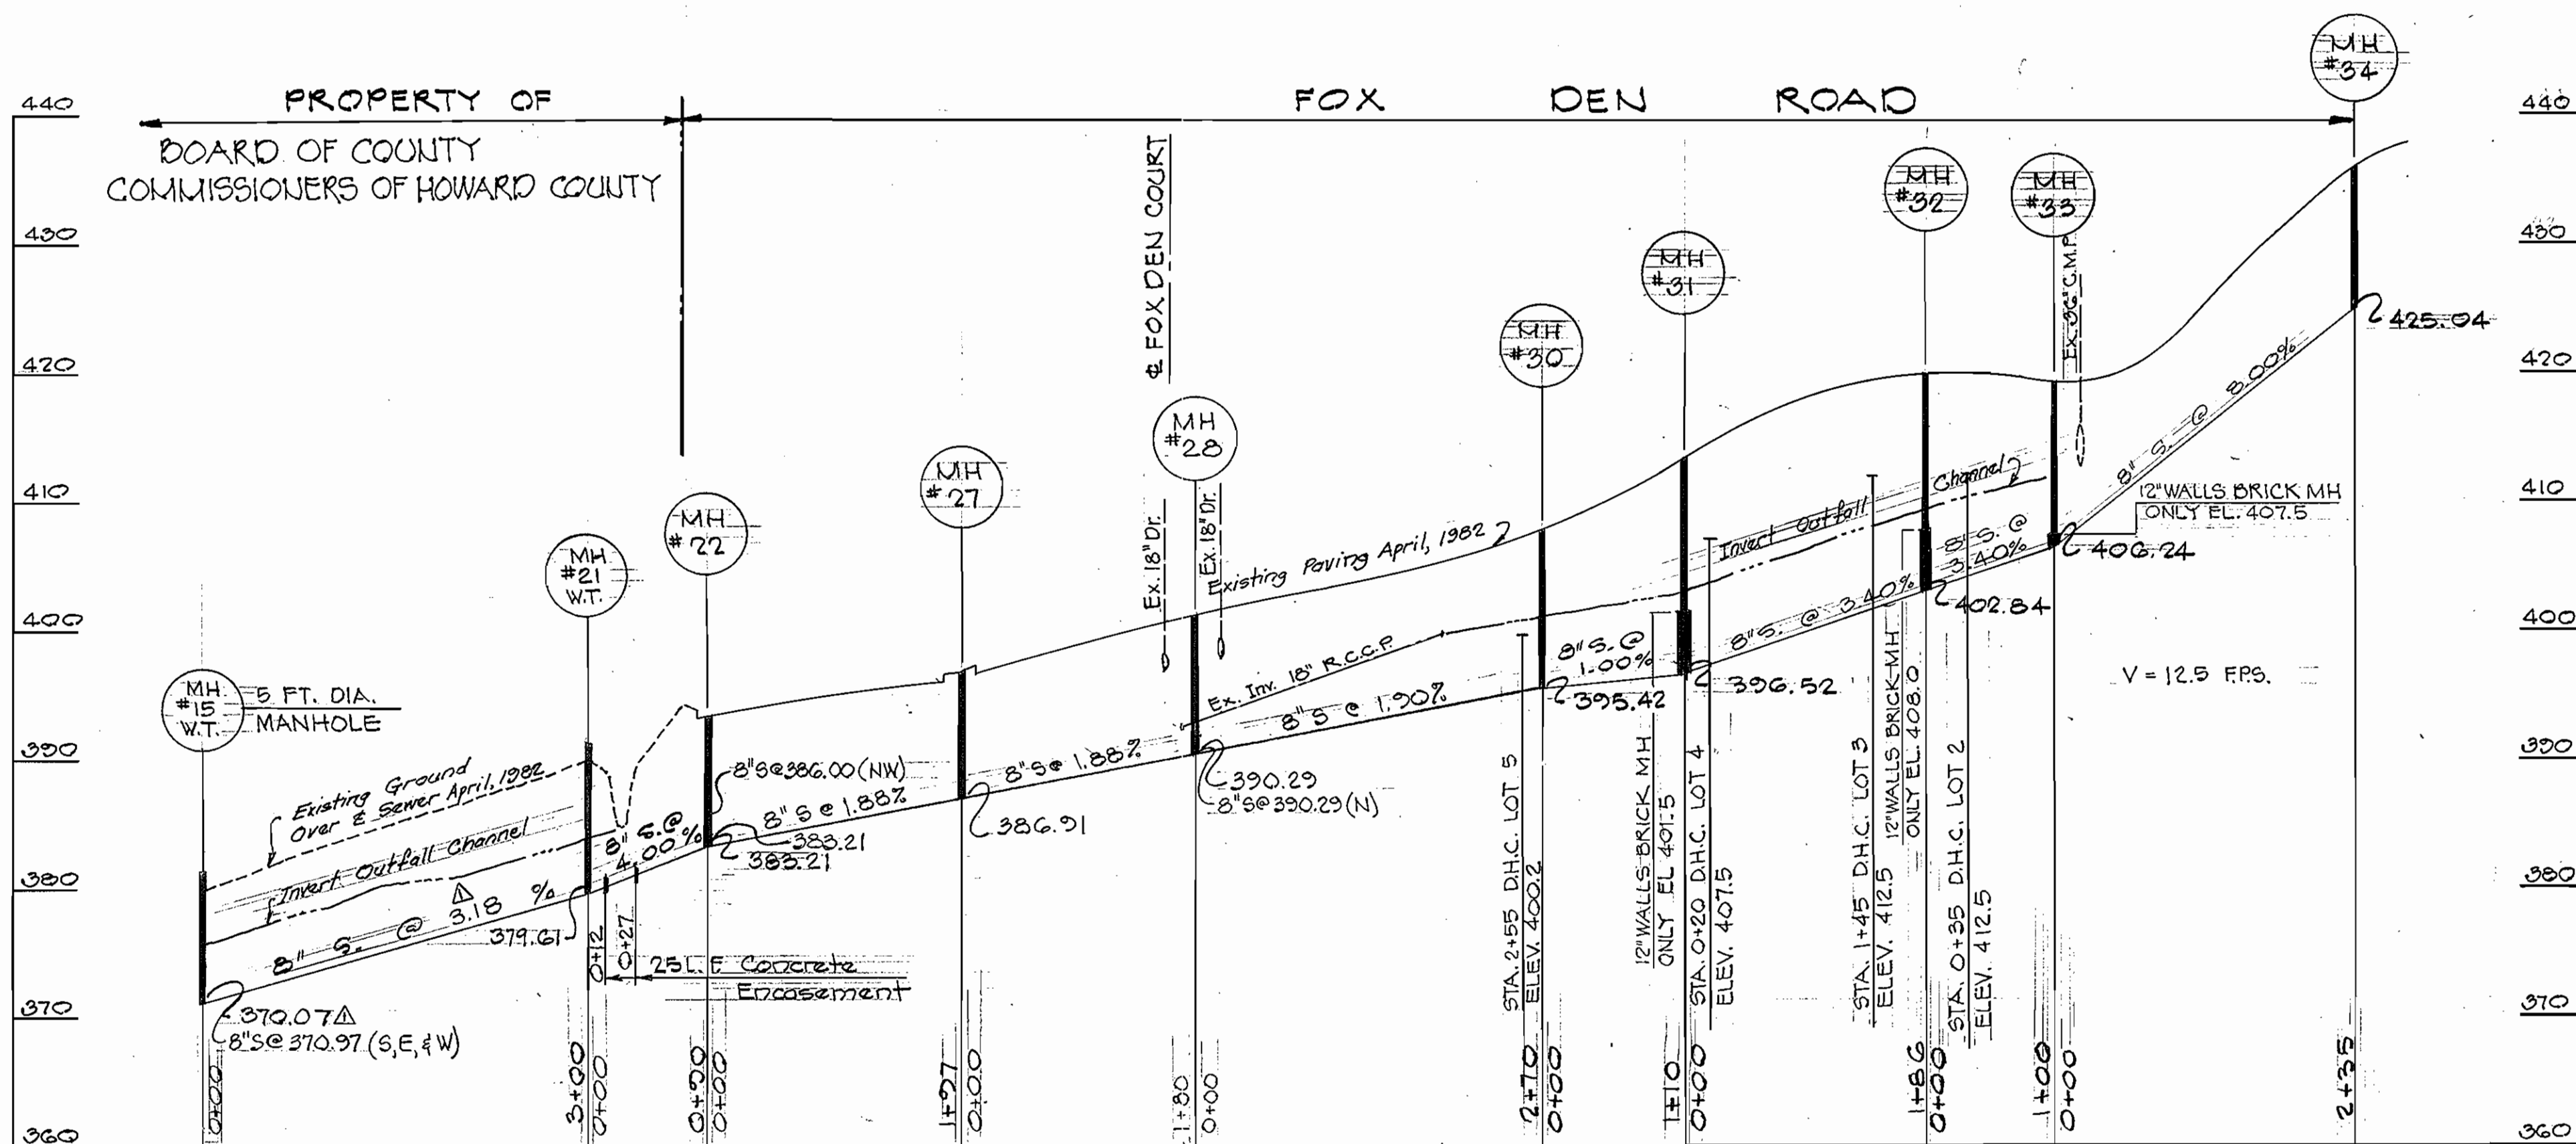 PROPERTY OF
BOARD OF COUNTY
COMMISSIONERS OF HOWARD COUNTY
FOX DEN ROAD
440
430
420
410
400
390
380
370
360
440
430
420
410
400
390
380
370
360
MH
#15
W.T.
5 FT. DIA.
MANHOLE
MH
#21
W.T.
MH
#22
MH
#27
MH
#28
MH
#30
MH
#31
MH
#32
MH
#33
MH
#34
℄ FOX DEN COURT
Ex. 18" Dr.
Ex. 18" Dr.
Ex. 36" C.M.P.
Existing Ground
Over ℄ Sewer April, 1982
Invert Outfall Channel
8" S. @ 3.18 %
370.07
8"S@ 370.97 (S,E,&W)
379.61
8" S.@
4.00%
0+12
0+27
25 L.F. Concrete
Encasement
8"S@386.00 (NW)
8" S @ 1.88%
383.21
383.21
386.91
8"S@ 1.88%
390.29
8"S@390.29 (N)
Existing Paving April, 1982
Ex. Inv. 18" R.C.C.P.
8"S @ 1.90%
395.42
8"S.@
1.00%
396.52
STA. 2+55 D.H.C. LOT 5
ELEV. 400.2
12"WALLS BRICK MH
ONLY EL 401.5
STA. 0+20 D.H.C. LOT 4
ELEV. 407.5
Invert Outfall Channel
8"S. @ 3.40%
STA. 1+45 D.H.C. LOT 3
ELEV. 412.5
12"WALLS BRICK MH
ONLY EL. 408.0
402.84
STA. 0+35 D.H.C. LOT 2
ELEV. 412.5
8"S. @
3.40%
406.24
12"WALLS BRICK MH
ONLY EL. 407.5
8" S. @ 8.00%
425.04
V = 12.5 F.P.S.
0+00
3+00
0+00
0+90
0+00
1+97
0+00
1+80
0+00
2+70
0+00
1+10
0+00
1+86
0+00
1+00
0+00
2+35